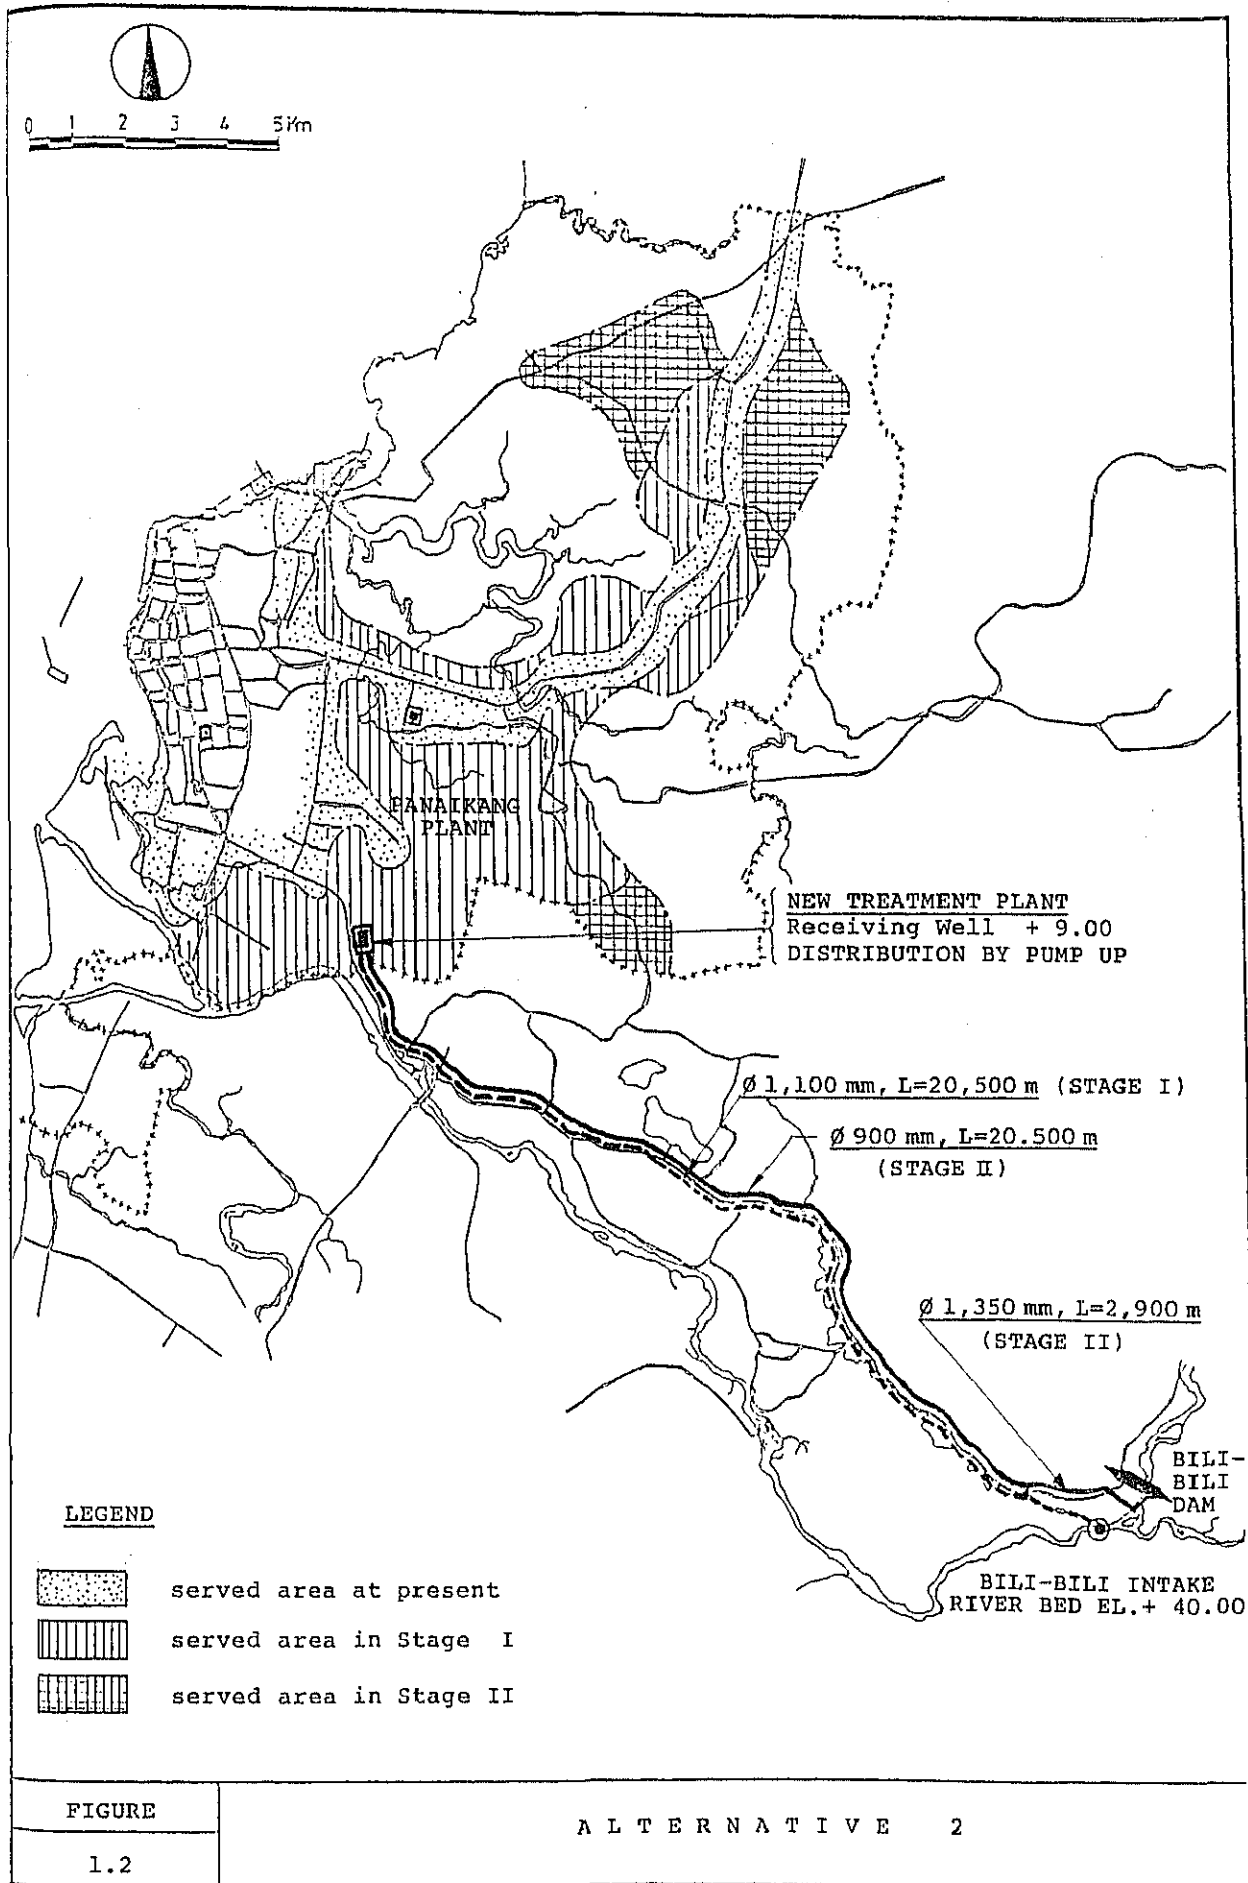 0 1 2 3 4 5Km
PANAIKANG
PLANT
NEW TREATMENT PLANT
Receiving Well + 9.00
DISTRIBUTION BY PUMP UP
Ø 1,100 mm, L=20,500 m (STAGE I)
Ø 900 mm, L=20.500 m
(STAGE II)
Ø 1,350 mm, L=2,900 m
(STAGE II)
BILI-
BILI
DAM
BILI-BILI INTAKE
RIVER BED EL.+ 40.00
LEGEND
served area at present
served area in Stage I
served area in Stage II
FIGURE
1.2
ALTERNATIVE 2